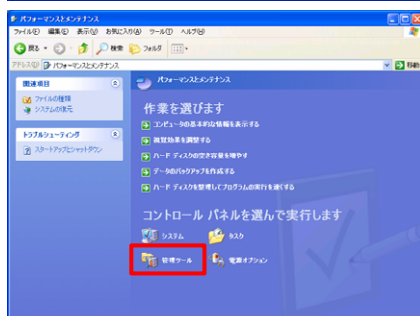 パフォーマンスとメンテナンス
ファイル(F) 編集(E) 表示(V) お気に入り(A) ツール(T) ヘルプ(H)
戻る 検索 フォルダ
アドレス(D) パフォーマンスとメンテナンス 移動
関連項目
ファイルの種類
システムの復元
トラブルシューティング
スタートアップとシャットダウン
パフォーマンスとメンテナンス
作業を選びます
コンピュータの基本的な情報を表示する
視覚効果を調整する
ハード ディスクの空き容量を増やす
データのバックアップを作成する
ハード ディスクを整理してプログラムの実行を速くする
コントロール パネルを選んで実行します
システム タスク
管理ツール 電源オプション